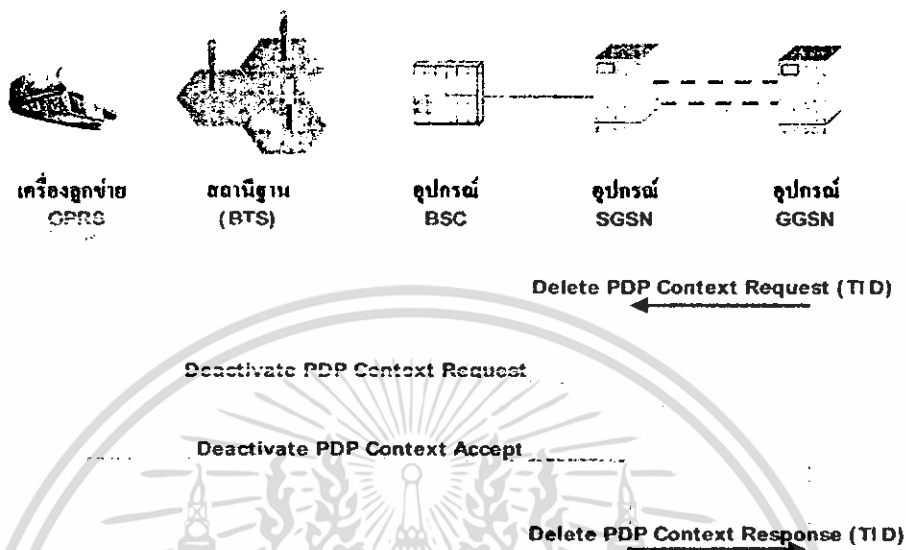 เครื่องลูกข่าย สถานีฐาน อุปกรณ์ อุปกรณ์ อุปกรณ์
GPRS (BTS) BSC SGSN GGSN
Delete PDP Context Request (TID)
Deactivate PDP Context Request
Deactivate PDP Context Accept
Delete PDP Context Response (TID)